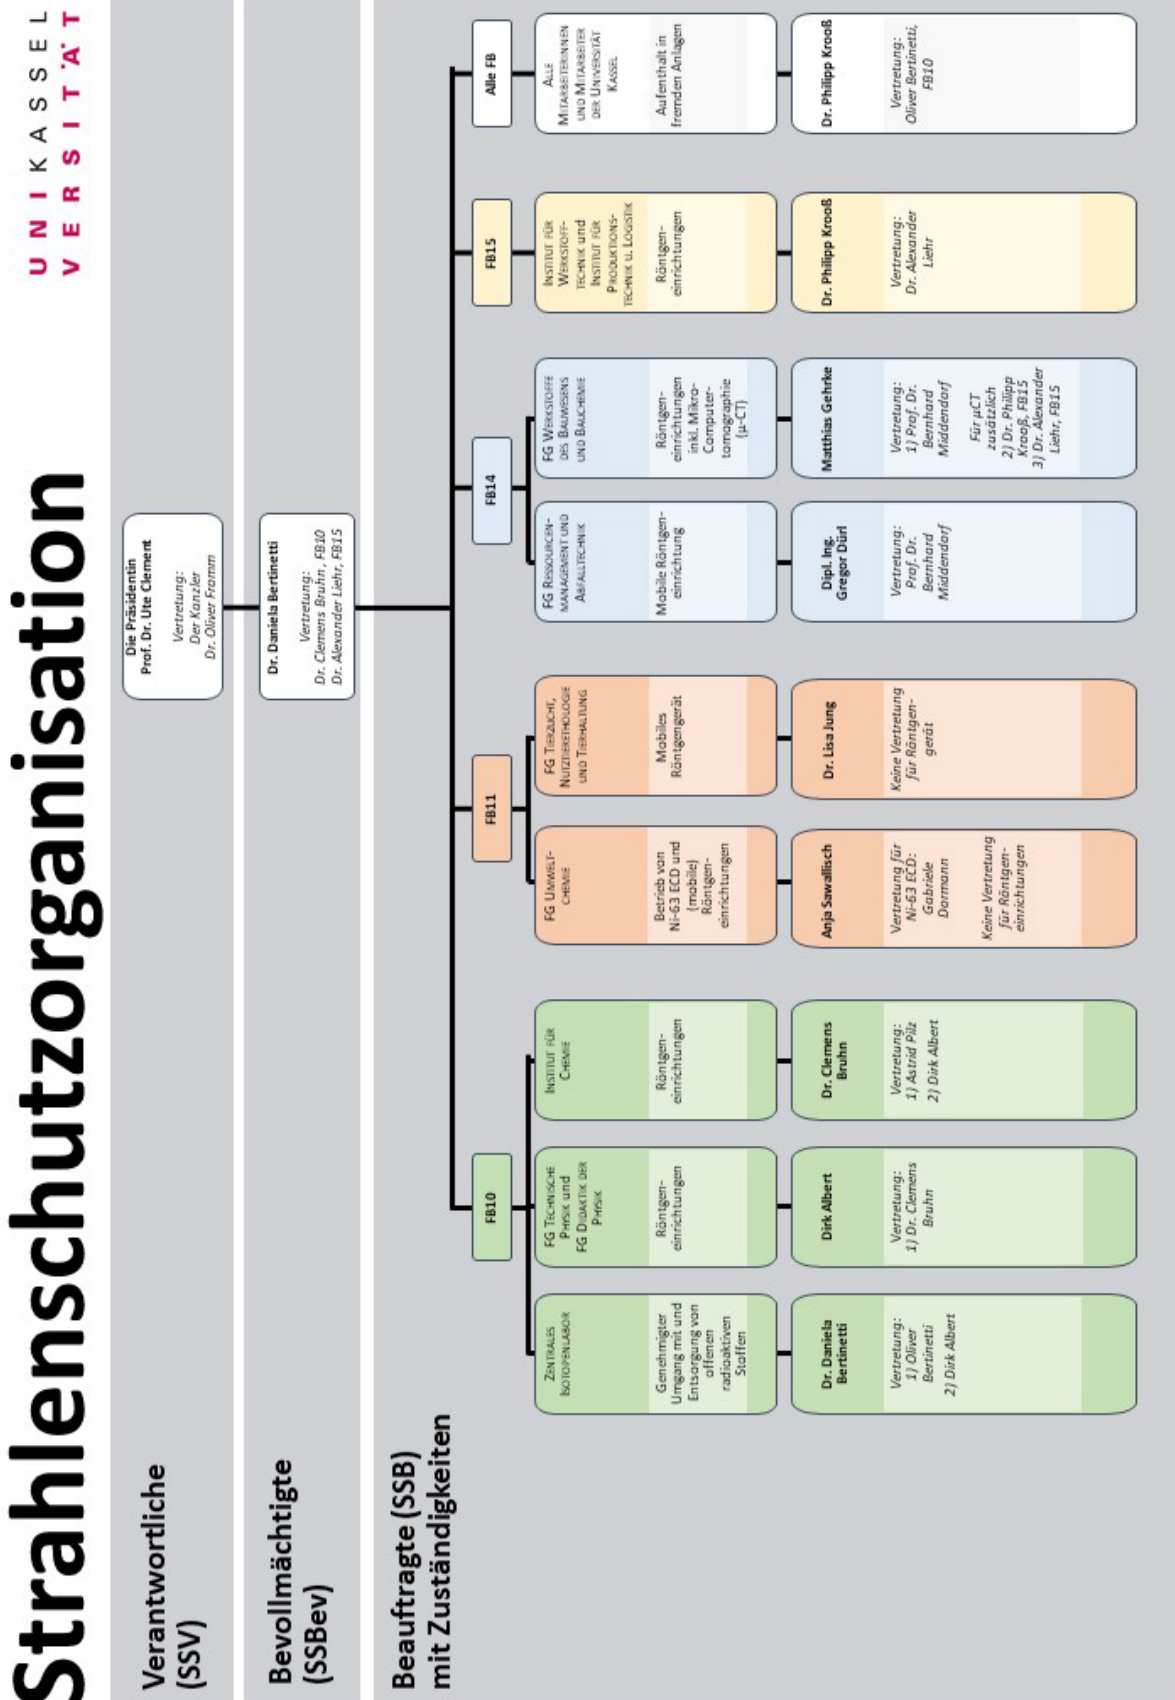 Strahlenschutzorganisation
U N I K A S S E L
V E R S I T 'A' T
Verantwortliche
(SSV)
Die Präsidentin
Prof. Dr. Ute Clement
Vertretung:
Der Kanzler
Dr. Oliver Fromm
Bevollmächtigte
(SSBev)
Dr. Daniela Bertinetti
Vertretung:
Dr. Clemens Bruhn, FB10
Dr. Alexander Liehr, FB15
Beauftragte (SSB)
mit Zuständigkeiten
FB10
ZENTRALES
ISOTOPENLABOR
Genehmigter
Umgang mit und
Entsorgung von
offenen
radioaktiven
Stoffen
Dr. Daniela
Bertinetti
Vertretung:
1) Oliver
Bertinetti
2) Dirk Albert
FG TECHNISCHE
PHYSIK und
FG DIDAKTIK DER
PHYSIK
Röntgen-
einrichtungen
Dirk Albert
Vertretung:
1) Dr. Clemens
Bruhn
INSTITUT FÜR
CHEMIE
Röntgen-
einrichtungen
Dr. Clemens
Bruhn
Vertretung:
1) Astrid Pilz
2) Dirk Albert
FB11
FG UMWELT-
CHEMIE
Betrieb von
Ni-63 ECD und
(mobile)
Röntgen-
einrichtungen
Anja Sawallisch
Vertretung für
Ni-63 ECD:
Gabriele
Dormann
Keine Vertretung
für Röntgen-
einrichtungen
FG TIERZUCHT,
NUTZTIERETHOLOGIE
UND TIERHALTUNG
Mobiles
Röntgengerät
Dr. Lisa Jung
Keine Vertretung
für Röntgen-
gerät
FB14
FG RESSOURCEN-
MANAGEMENT UND
ABFALLTECHNIK
Mobile Röntgen-
einrichtung
Dipl. Ing.
Gregor Dürl
Vertretung:
Prof. Dr.
Bernhard
Middendorf
FG WERKSTOFFE
DES BAUWESENS
UND BAUCHEMIE
Röntgen-
einrichtungen
inkl. Mikro-
Computer-
tomographie
(µ-CT)
Matthias Gehrke
Vertretung:
1) Prof. Dr.
Bernhard
Middendorf
Für µCT
zusätzlich
2) Dr. Philipp
Krooß, FB15
3) Dr. Alexander
Liehr, FB15
FB15
INSTITUT FÜR
WERKSTOFF-
TECHNIK und
INSTITUT FÜR
PRODUKTIONS-
TECHNIK U. LOGISTIK
Röntgen-
einrichtungen
Dr. Philipp Krooß
Vertretung:
Dr. Alexander
Liehr
Alle FB
ALLE
MITARBEITERINNEN
UND MITARBEITER
DER UNIVERSITÄT
KASSEL
Aufenthalt in
fremden Anlagen
Dr. Philipp Krooß
Vertretung:
Oliver Bertinetti,
FB10